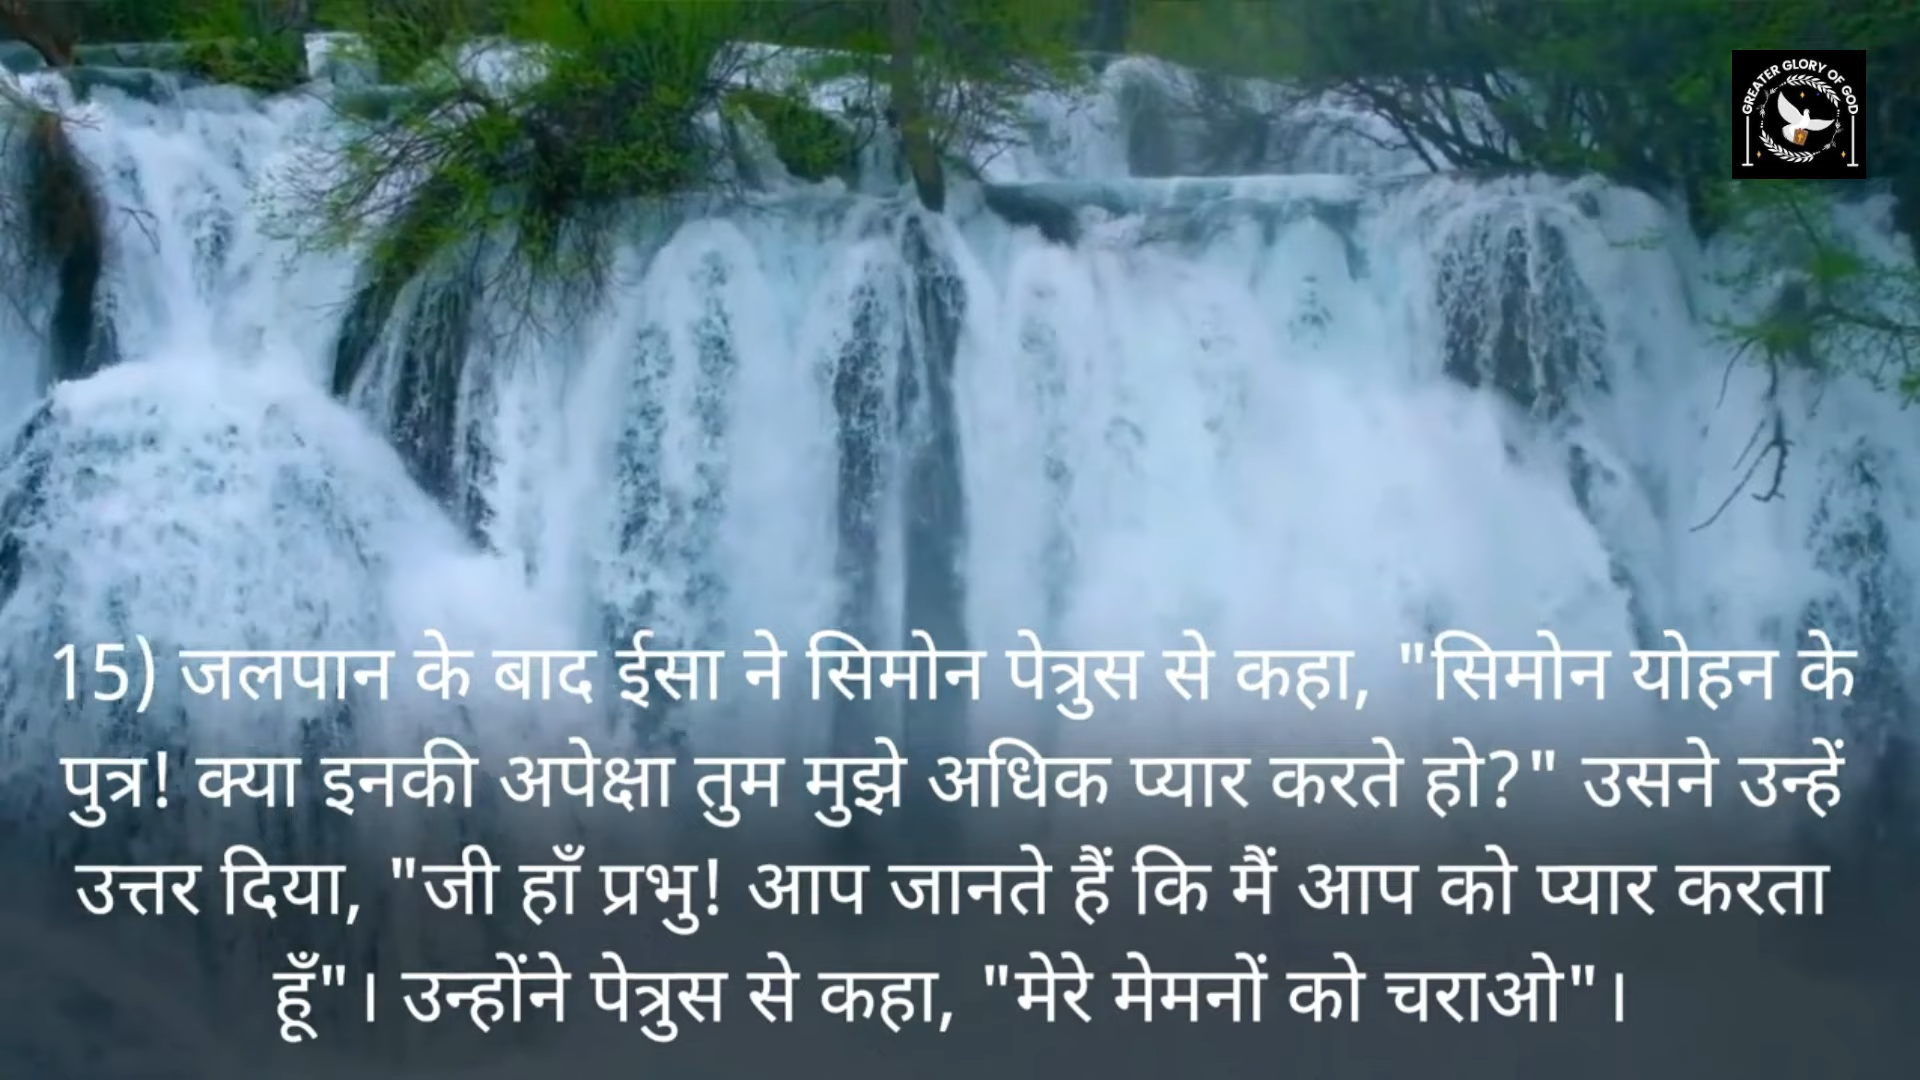 GREATER GLORY OF GOD
15) जलपान के बाद ईसा ने सिमोन पेत्रुस से कहा, "सिमोन योहन के
पुत्र! क्या इनकी अपेक्षा तुम मुझे अधिक प्यार करते हो?" उसने उन्हें
उत्तर दिया, "जी हाँ प्रभु! आप जानते हैं कि मैं आप को प्यार करता
हूँ"। उन्होंने पेत्रुस से कहा, "मेरे मेमनों को चराओ"।